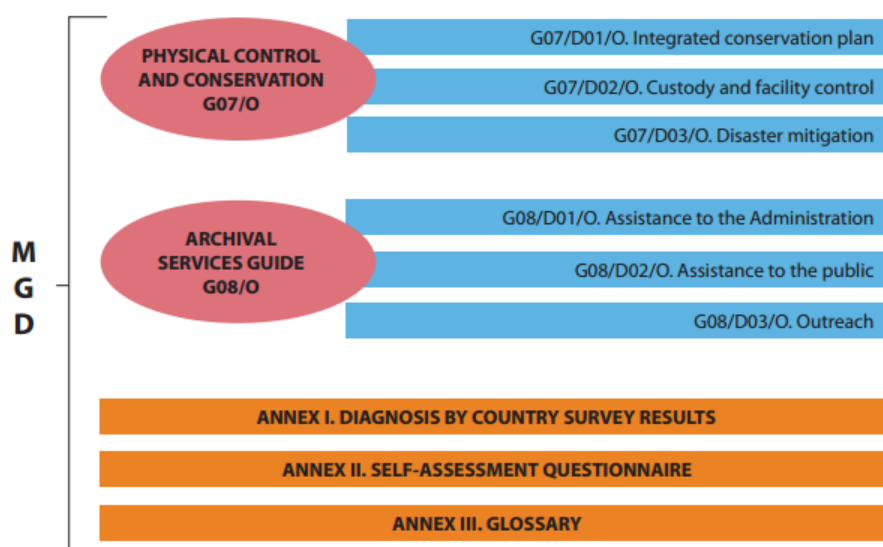 PHYSICAL CONTROL
AND CONSERVATION
G07/O
G07/D01/O. Integrated conservation plan
G07/D02/O. Custody and facility control
G07/D03/O. Disaster mitigation
M
G
D
ARCHIVAL
SERVICES GUIDE
G08/O
G08/D01/O. Assistance to the Administration
G08/D02/O. Assistance to the public
G08/D03/O. Outreach
ANNEX I. DIAGNOSIS BY COUNTRY SURVEY RESULTS
ANNEX II. SELF-ASSESSMENT QUESTIONNAIRE
ANNEX III. GLOSSARY